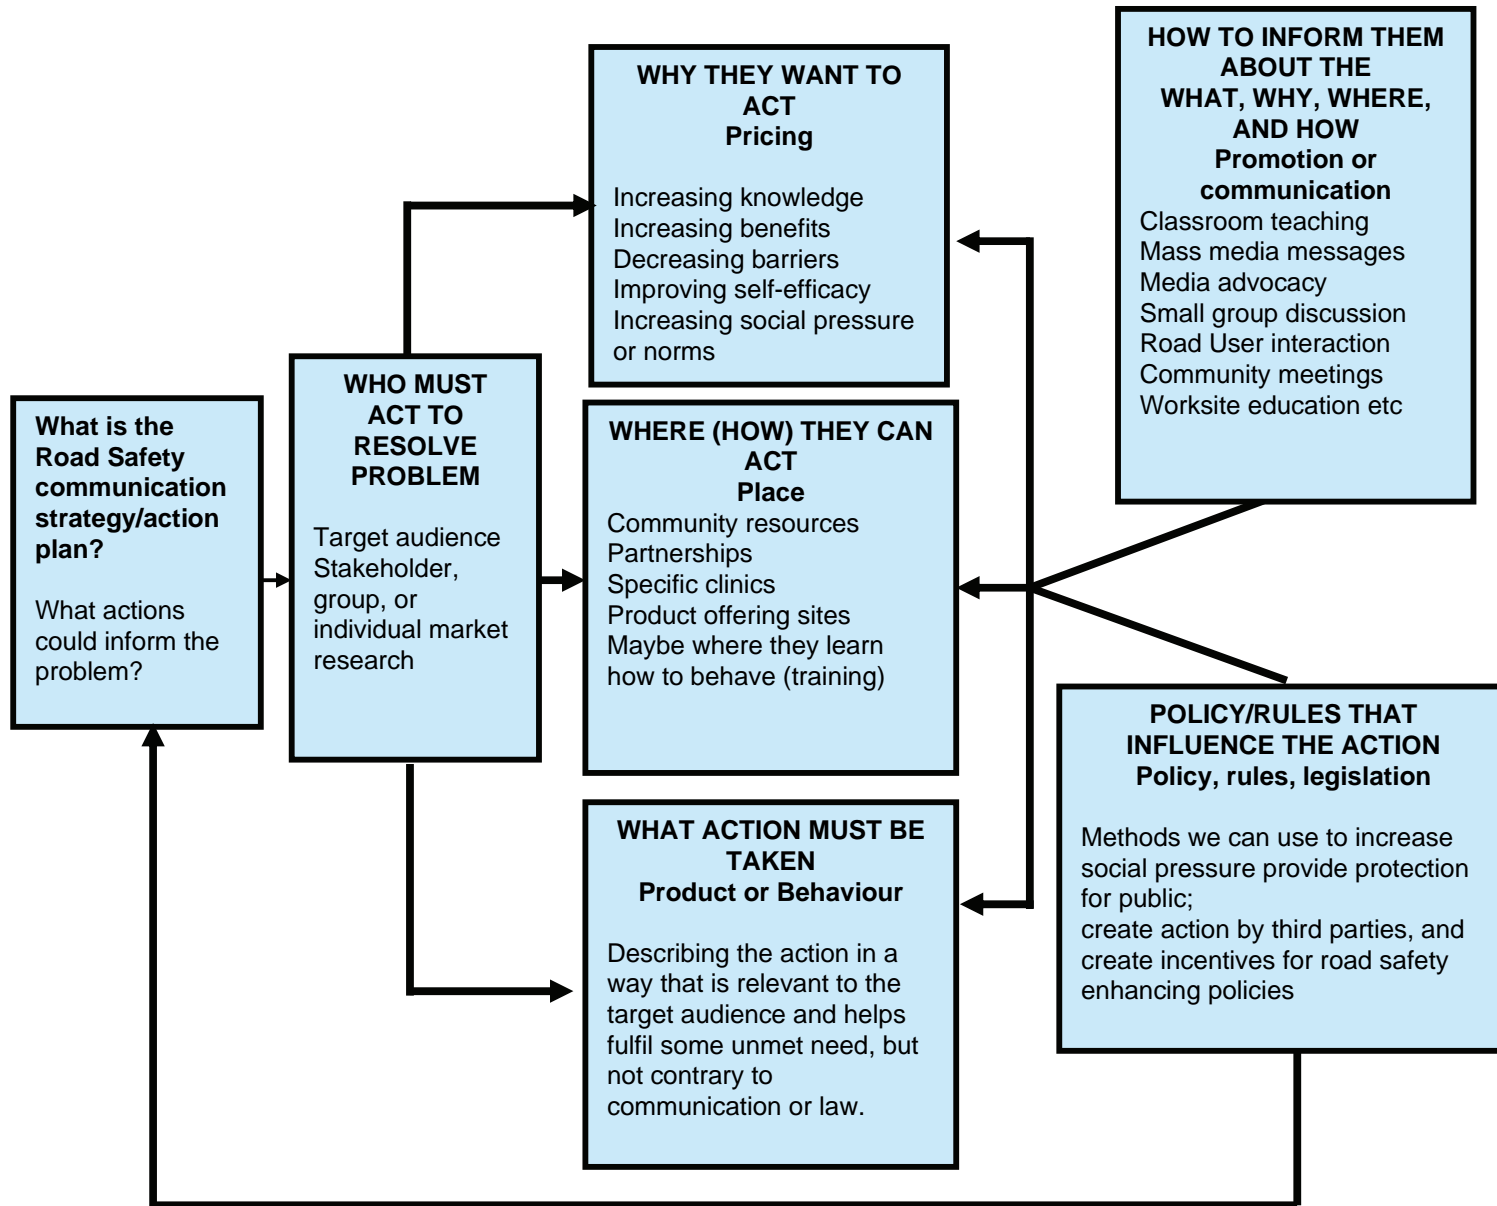 What is the
Road Safety
communication
strategy/action
plan?
What actions
could inform the
problem?
WHO MUST
ACT TO
RESOLVE
PROBLEM
Target audience
Stakeholder,
group, or
individual market
research
WHY THEY WANT TO
ACT
Pricing
Increasing knowledge
Increasing benefits
Decreasing barriers
Improving self-efficacy
Increasing social pressure
or norms
WHERE (HOW) THEY CAN
ACT
Place
Community resources
Partnerships
Specific clinics
Product offering sites
Maybe where they learn
how to behave (training)
WHAT ACTION MUST BE
TAKEN
Product or Behaviour
Describing the action in a
way that is relevant to the
target audience and helps
fulfil some unmet need, but
not contrary to
communication or law.
HOW TO INFORM THEM
ABOUT THE
WHAT, WHY, WHERE,
AND HOW
Promotion or
communication
Classroom teaching
Mass media messages
Media advocacy
Small group discussion
Road User interaction
Community meetings
Worksite education etc
POLICY/RULES THAT
INFLUENCE THE ACTION
Policy, rules, legislation
Methods we can use to increase
social pressure provide protection
for public;
create action by third parties, and
create incentives for road safety
enhancing policies